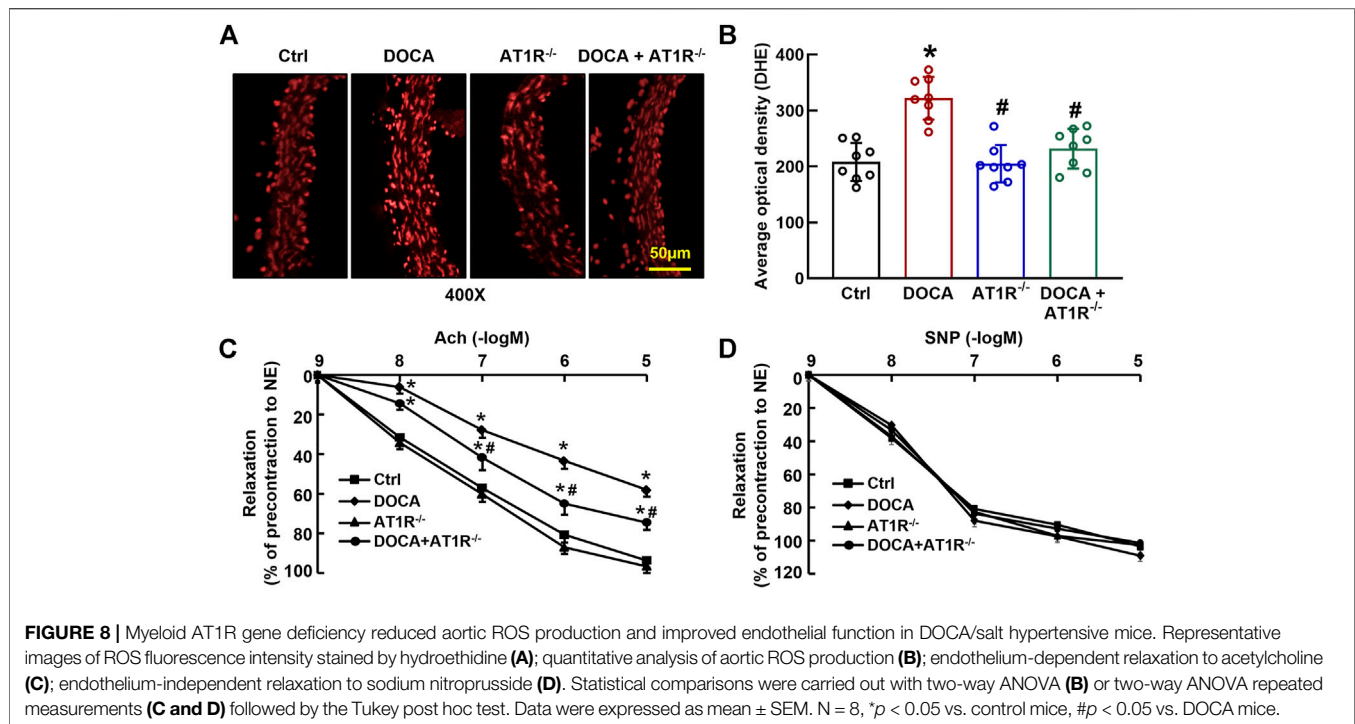 A
Ctrl DOCA AT1R-/- DOCA + AT1R-/-
50µm
400X
B
Average optical density (DHE)
400
300
200
100
0
*
#
#
Ctrl DOCA AT1R-/- DOCA + AT1R-/-
C
Ach (-logM)
9 8 7 6 5
Relaxation
(% of precontraction to NE)
0
20
40
60
80
100
* * * *
* *# *# *#
Ctrl
DOCA
AT1R-/-
DOCA+AT1R-/-
D
SNP (-logM)
9 8 7 6 5
Relaxation
(% of precontraction to NE)
0
20
40
60
80
100
120
Ctrl
DOCA
AT1R-/-
DOCA+AT1R-/-
FIGURE 8 | Myeloid AT1R gene deficiency reduced aortic ROS production and improved endothelial function in DOCA/salt hypertensive mice. Representative
images of ROS fluorescence intensity stained by hydroethidine (A); quantitative analysis of aortic ROS production (B); endothelium-dependent relaxation to acetylcholine
(C); endothelium-independent relaxation to sodium nitroprusside (D). Statistical comparisons were carried out with two-way ANOVA (B) or two-way ANOVA repeated
measurements (C and D) followed by the Tukey post hoc test. Data were expressed as mean ± SEM. N = 8, *p < 0.05 vs. control mice, #p < 0.05 vs. DOCA mice.